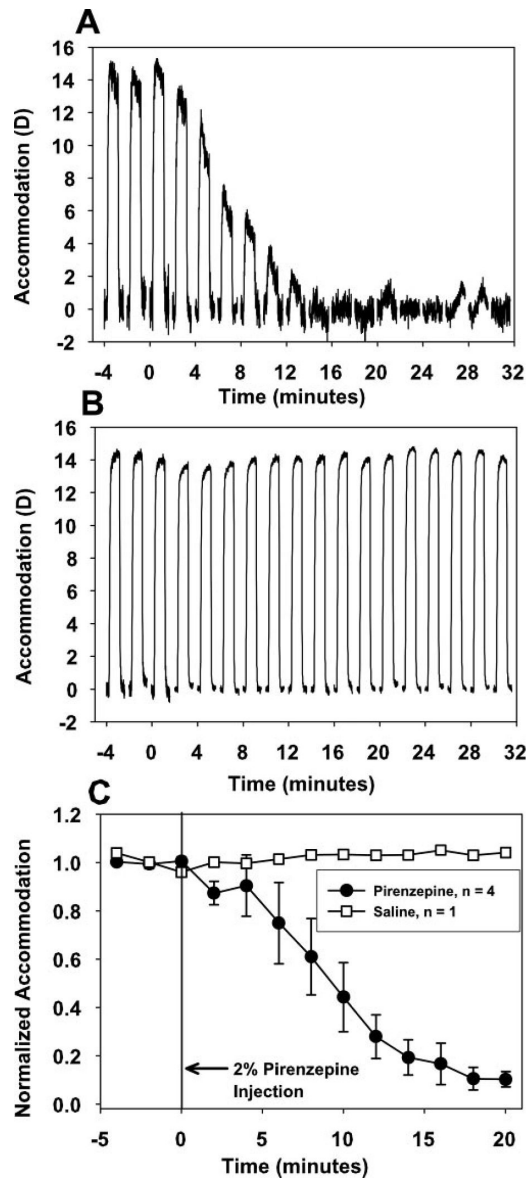 A
16
14
12
10
8
6
4
2
0
-2
Accommodation (D)
-4 0 4 8 12 16 20 24 28 32
Time (minutes)
B
16
14
12
10
8
6
4
2
0
-2
Accommodation (D)
-4 0 4 8 12 16 20 24 28 32
Time (minutes)
C
1.2
1.0
0.8
0.6
0.4
0.2
0.0
Normalized Accommodation
Pirenzepine, n = 4
Saline, n = 1
2% Pirenzepine
Injection
-5 0 5 10 15 20
Time (minutes)